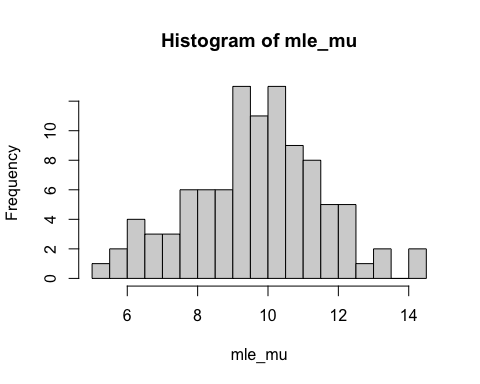 Histogram of mle_mu
Frequency
0 2 4 6 8 10
6 8 10 12 14
mle_mu